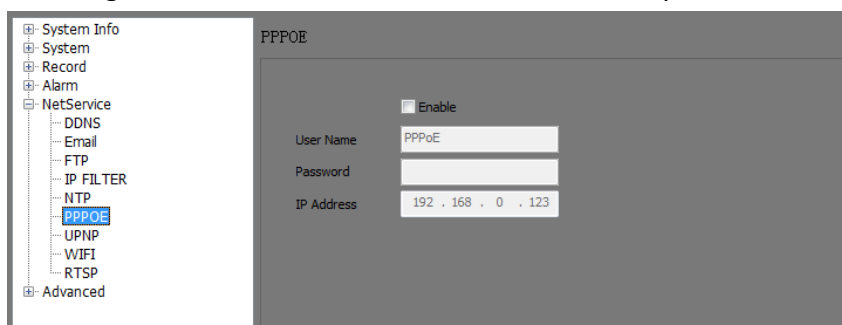 System Info
System
Record
Alarm
NetService
DDNS
Email
FTP
IP FILTER
NTP
PPPOE
UPNP
WIFI
RTSP
Advanced
PPPOE
Enable
User Name PPPoE
Password
IP Address 192 . 168 . 0 . 123